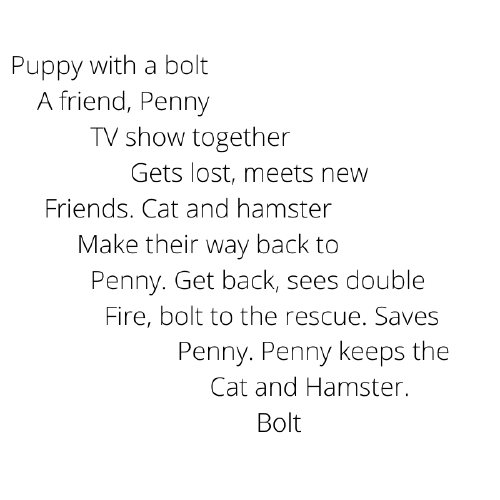 Puppy with a bolt
A friend, Penny
TV show together
Gets lost, meets new
Friends. Cat and hamster
Make their way back to
Penny. Get back, sees double
Fire, bolt to the rescue. Saves
Penny. Penny keeps the
Cat and Hamster.
Bolt